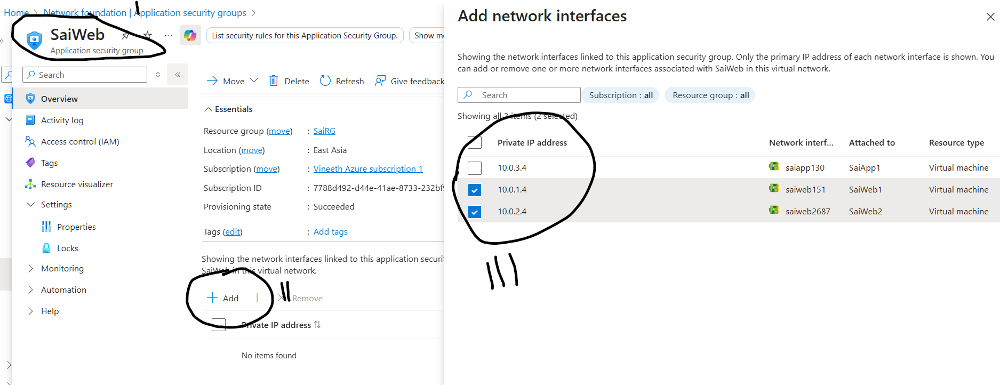 Home > Network foundation | Application security groups >
SaiWeb
Application security group
List security rules for this Application Security Group.
Show me
Search
Overview
Activity log
Access control (IAM)
Tags
Resource visualizer
Settings
Properties
Locks
Monitoring
Automation
Help
Move
Delete
Refresh
Give feedback
Essentials
Resource group (move) : SaiRG
Location (move) : East Asia
Subscription (move) : Vineeth Azure subscription 1
Subscription ID : 7788d492-d44e-41ae-8733-232bf9
Provisioning state : Succeeded
Tags (edit) : Add tags
Showing the network interfaces linked to this application securit
SaiWeb in this virtual network.
Add | Remove
Private IP address
No items found
Add network interfaces
Showing the network interfaces linked to this application security group. Only the primary IP address of each network interface is shown. You
can add or remove one or more network interfaces associated with SaiWeb in this virtual network.
Search
Subscription : all
Resource group : all
Showing all 3 items (2 selected)
Private IP address Network interf... Attached to Resource type
10.0.3.4 saiapp130 SaiApp1 Virtual machine
10.0.1.4 saiweb151 SaiWeb1 Virtual machine
10.0.2.4 saiweb2687 SaiWeb2 Virtual machine
I
II
III